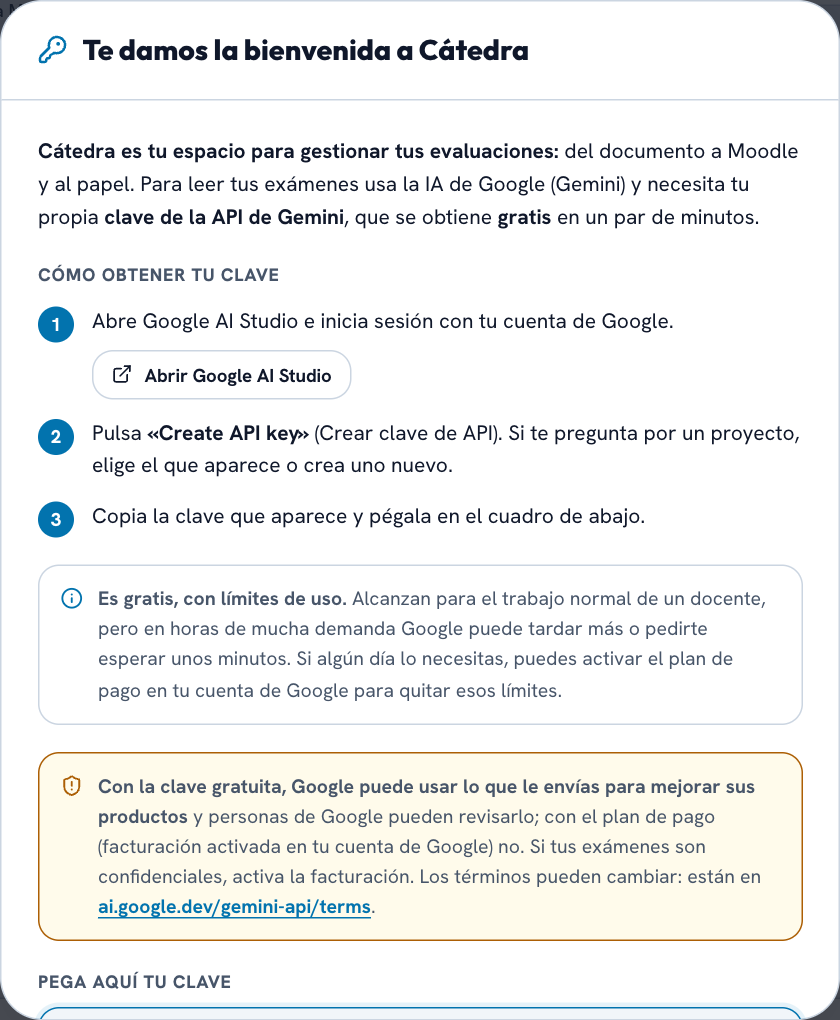 Te damos la bienvenida a Cátedra
Cátedra es tu espacio para gestionar tus evaluaciones: del documento a Moodle
y al papel. Para leer tus exámenes usa la IA de Google (Gemini) y necesita tu
propia clave de la API de Gemini, que se obtiene gratis en un par de minutos.
CÓMO OBTENER TU CLAVE
1 Abre Google AI Studio e inicia sesión con tu cuenta de Google.
Abrir Google AI Studio
2 Pulsa «Create API key» (Crear clave de API). Si te pregunta por un proyecto,
elige el que aparece o crea uno nuevo.
3 Copia la clave que aparece y pégala en el cuadro de abajo.
Es gratis, con límites de uso. Alcanzan para el trabajo normal de un docente,
pero en horas de mucha demanda Google puede tardar más o pedirte
esperar unos minutos. Si algún día lo necesitas, puedes activar el plan de
pago en tu cuenta de Google para quitar esos límites.
Con la clave gratuita, Google puede usar lo que le envías para mejorar sus
productos y personas de Google pueden revisarlo; con el plan de pago
(facturación activada en tu cuenta de Google) no. Si tus exámenes son
confidenciales, activa la facturación. Los términos pueden cambiar: están en
ai.google.dev/gemini-api/terms.
PEGA AQUÍ TU CLAVE